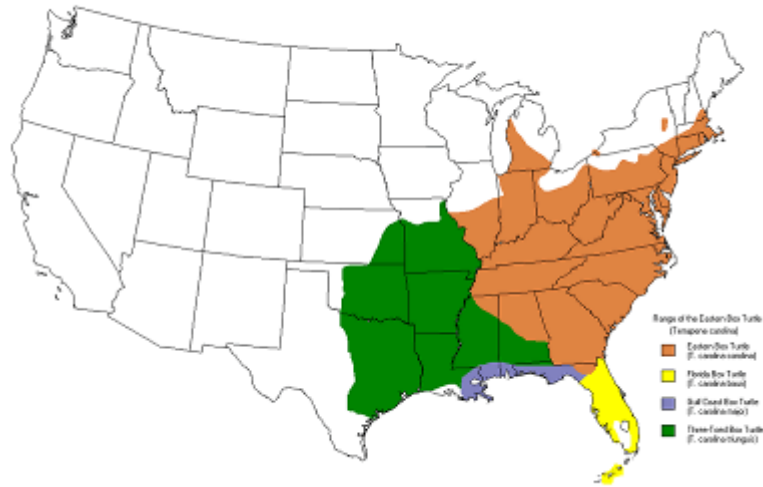 Range of the Eastern Box Turtle
(Terrapene carolina)
Eastern Box Turtle
(T. carolina carolina)
Florida Box Turtle
(T. carolina bauri)
Gulf Coast Box Turtle
(T. carolina major)
Three-Toed Box Turtle
(T. carolina triunguis)